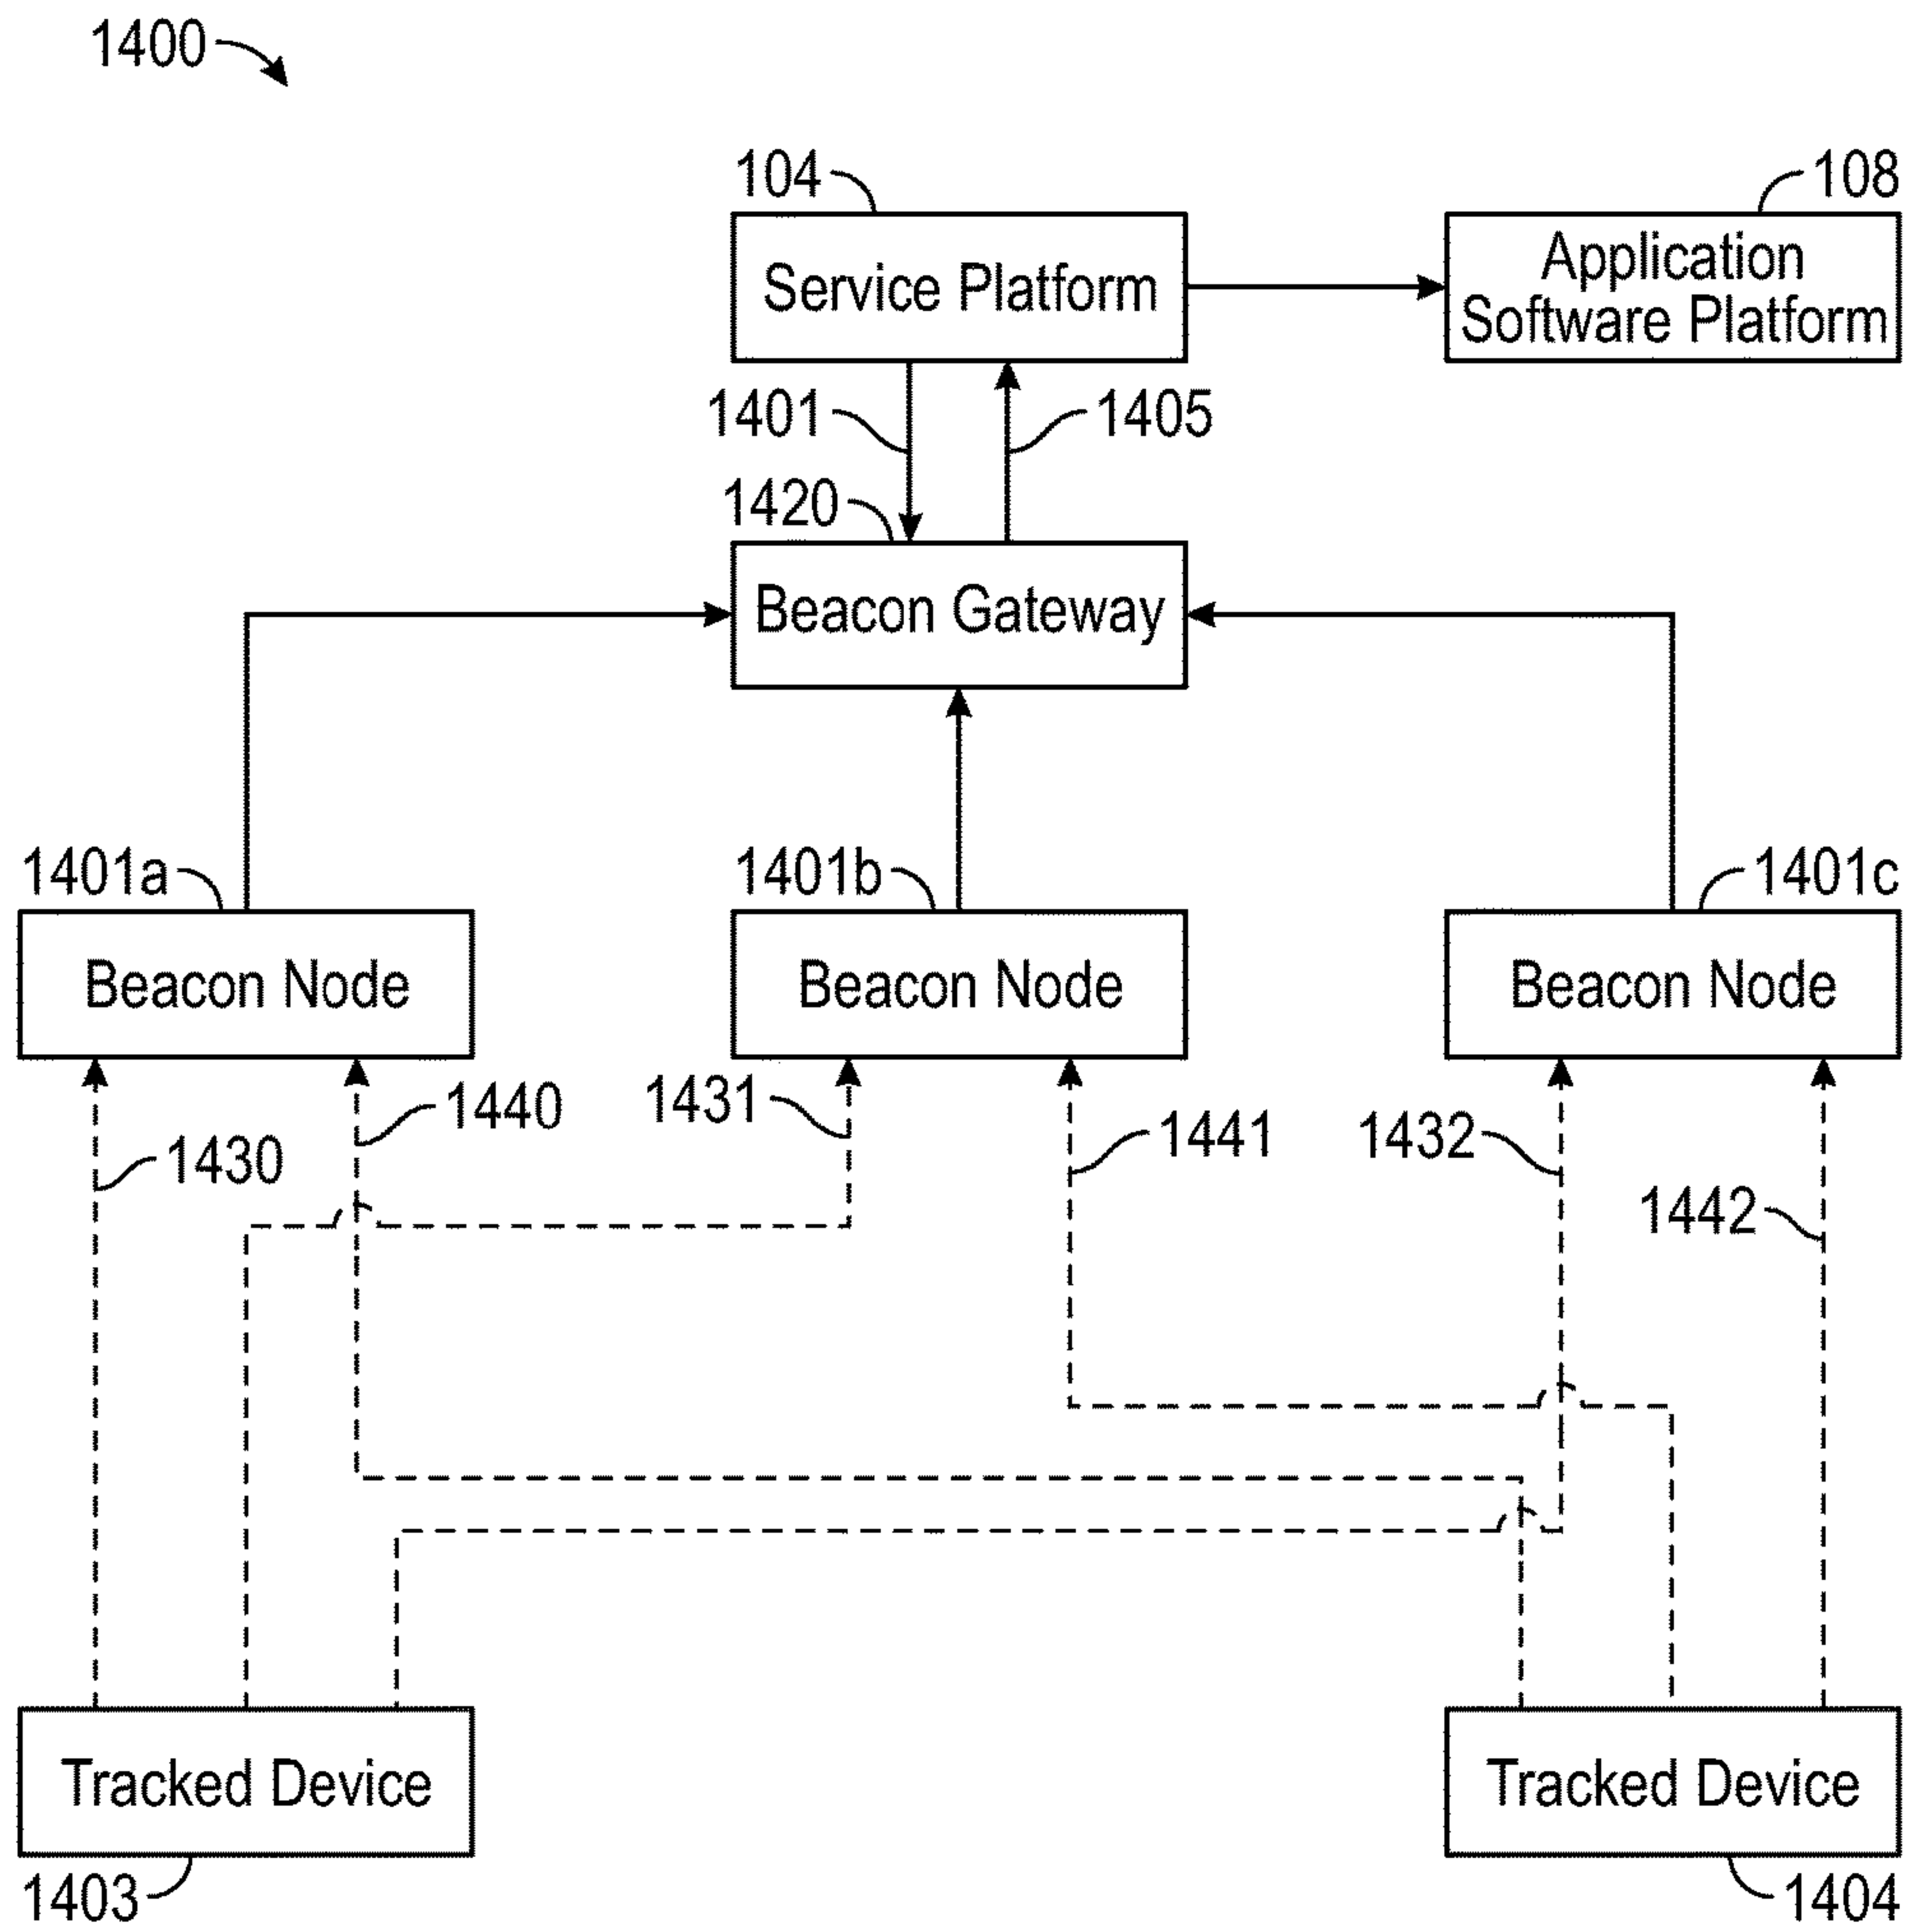 1400
104
108
Service Platform
Application
Software Platform
1401
1405
1420
Beacon Gateway
1401a
1401b
1401c
Beacon Node
Beacon Node
Beacon Node
1430
1440
1431
1441
1432
1442
Tracked Device
Tracked Device
1403
1404